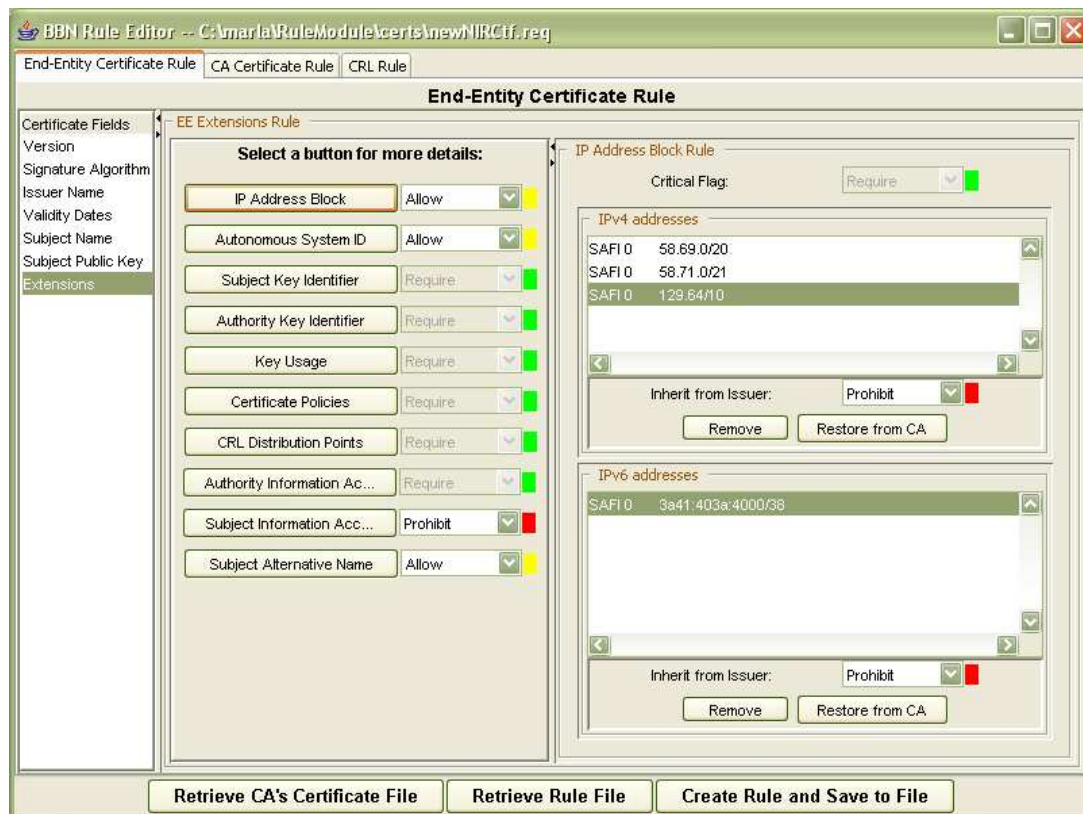 BBN Rule Editor -- C:\marla\RuleModule\certs\newNIRCtf.req
End-Entity Certificate Rule CA Certificate Rule CRL Rule
End-Entity Certificate Rule
Certificate Fields
Version
Signature Algorithm
Issuer Name
Validity Dates
Subject Name
Subject Public Key
Extensions
EE Extensions Rule
Select a button for more details:
IP Address Block Allow
Autonomous System ID Allow
Subject Key Identifier Require
Authority Key Identifier Require
Key Usage Require
Certificate Policies Require
CRL Distribution Points Require
Authority Information Ac... Require
Subject Information Acc... Prohibit
Subject Alternative Name Allow
IP Address Block Rule
Critical Flag: Require
IPv4 addresses
SAFI 0 58.69.0/20
SAFI 0 58.71.0/21
SAFI 0 129.64/10
Inherit from Issuer: Prohibit
Remove Restore from CA
IPv6 addresses
SAFI 0 3a41:403a:4000/38
Inherit from Issuer: Prohibit
Remove Restore from CA
Retrieve CA's Certificate File Retrieve Rule File Create Rule and Save to File